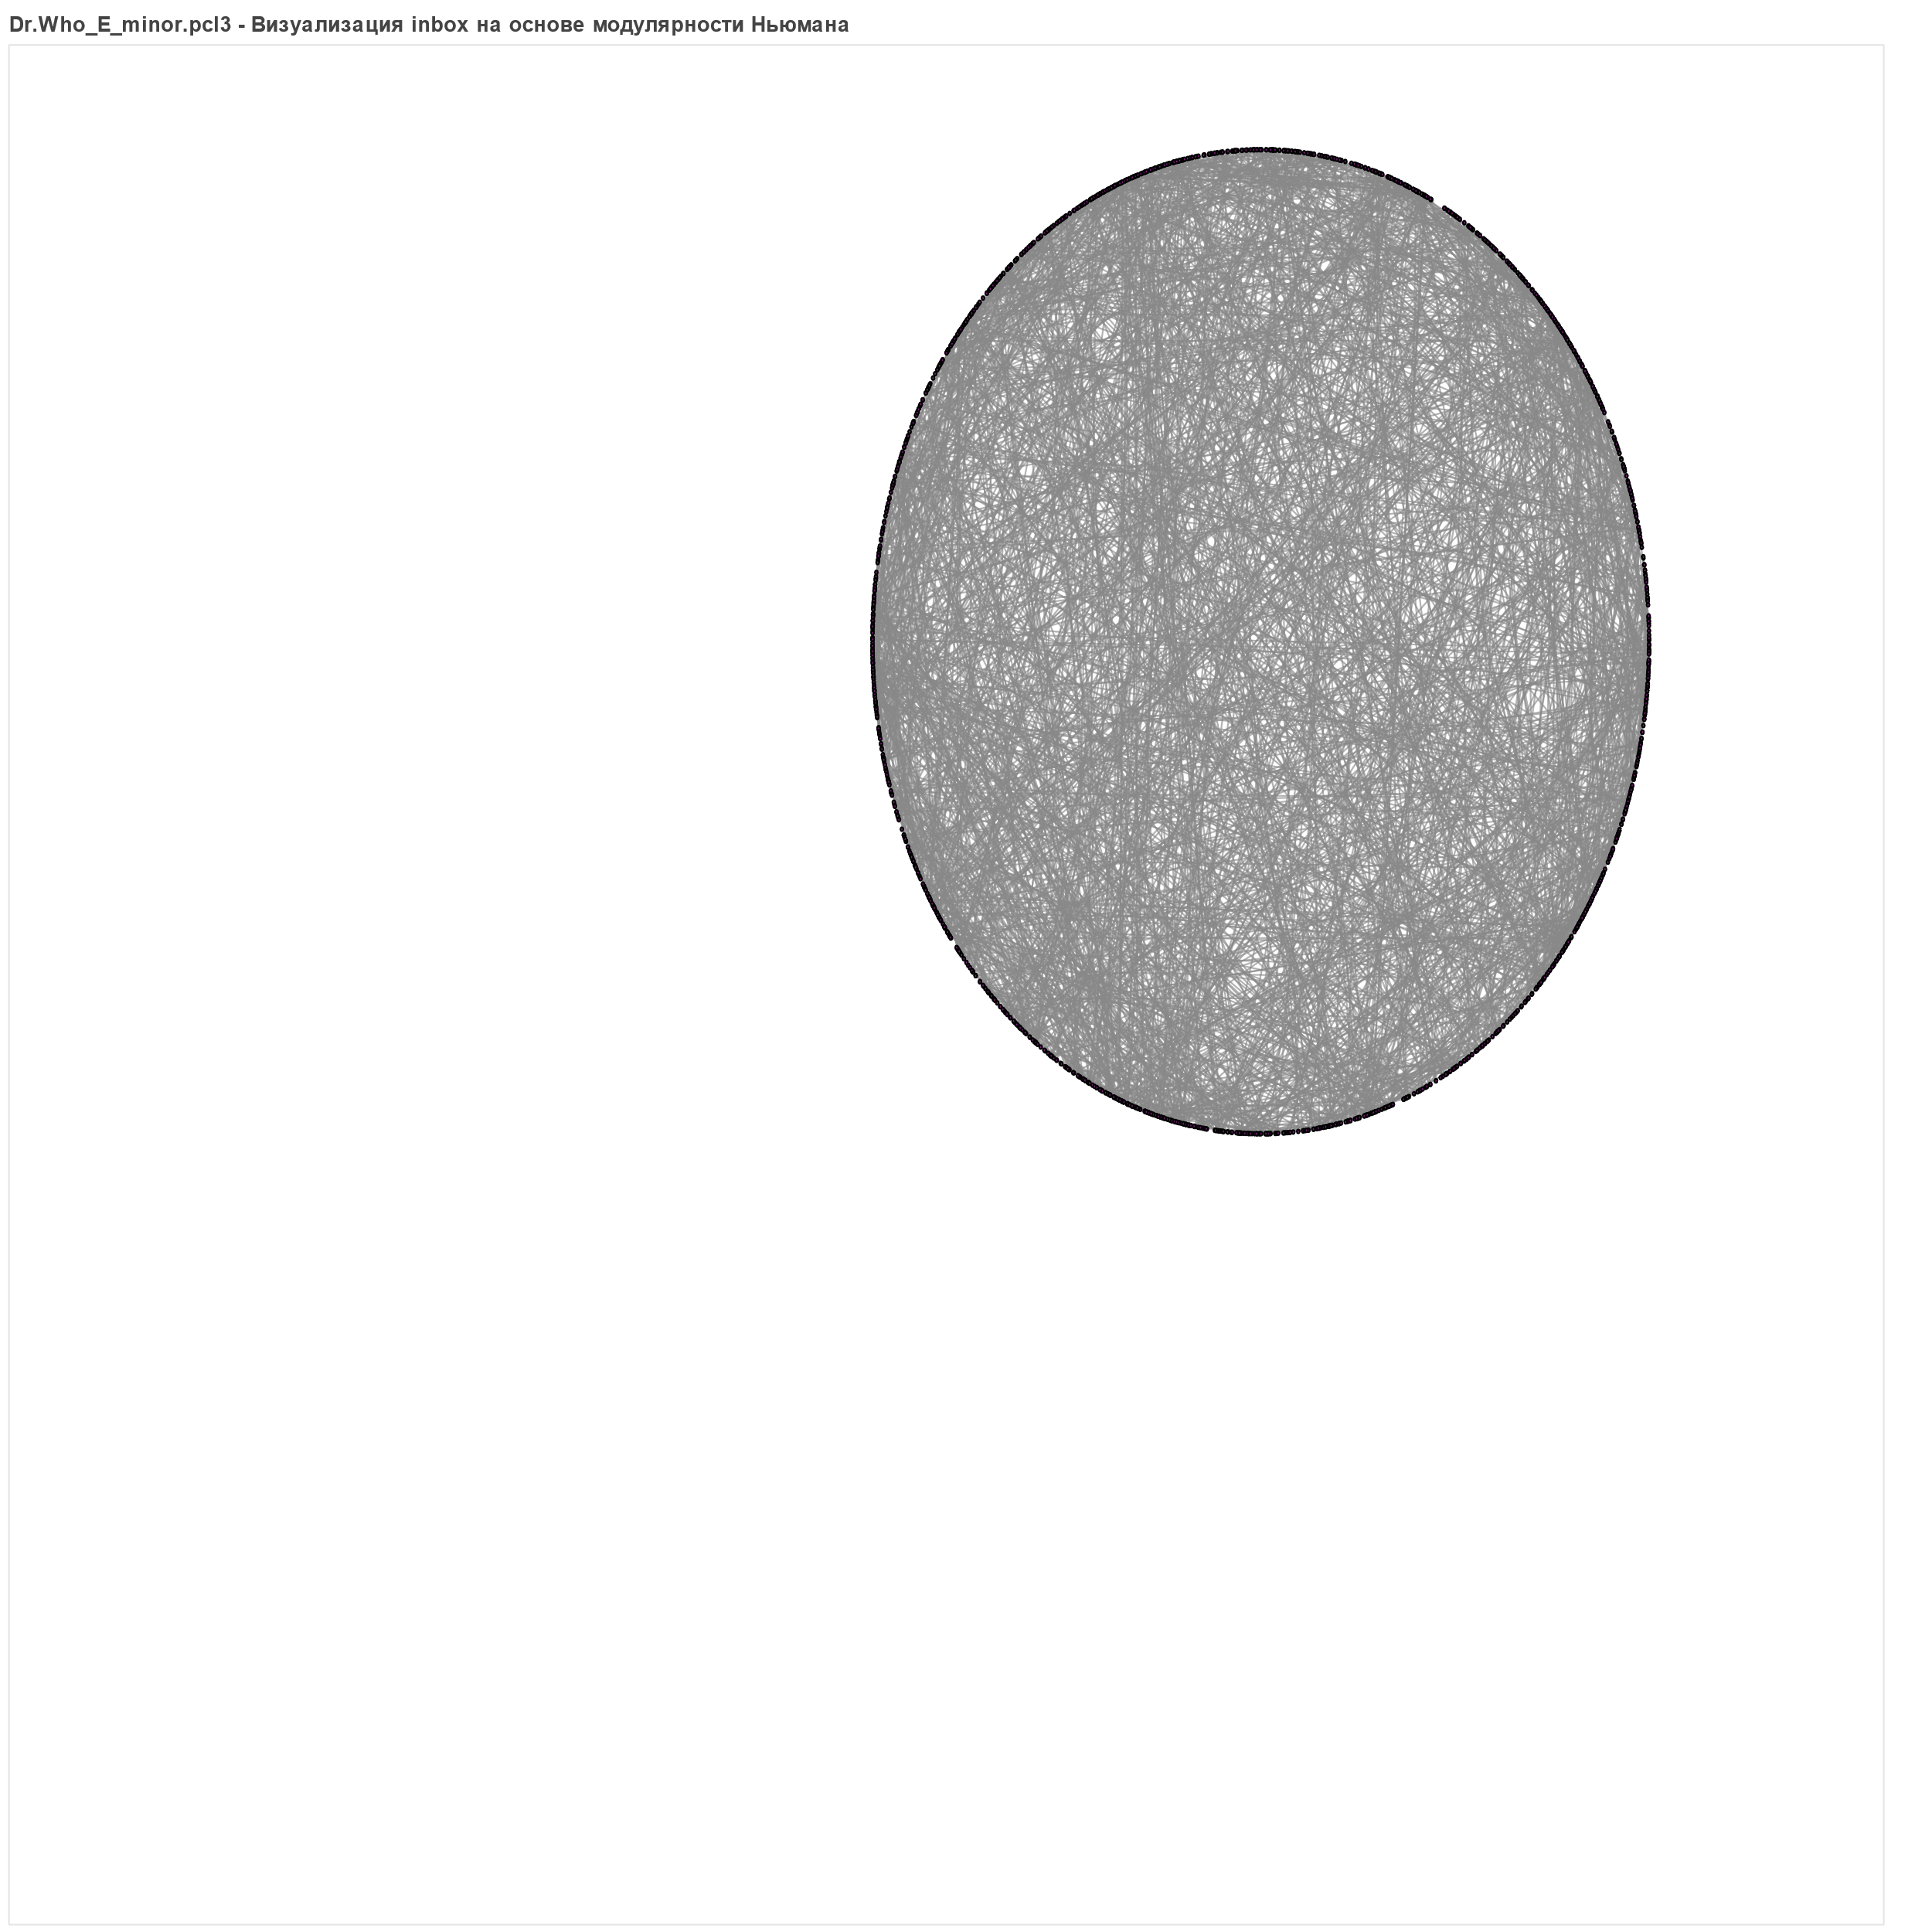 Dr.Who_E_minor.pcl3 - Визуализация inbox на основе модулярности Ньюмана